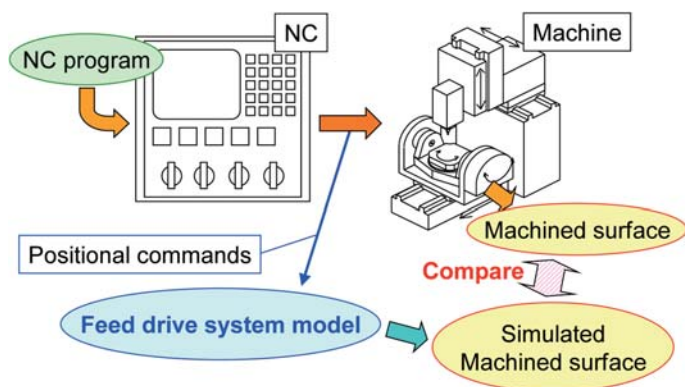 NC
Machine
NC program
Machined surface
Positional commands
Compare
Feed drive system model
Simulated
Machined surface